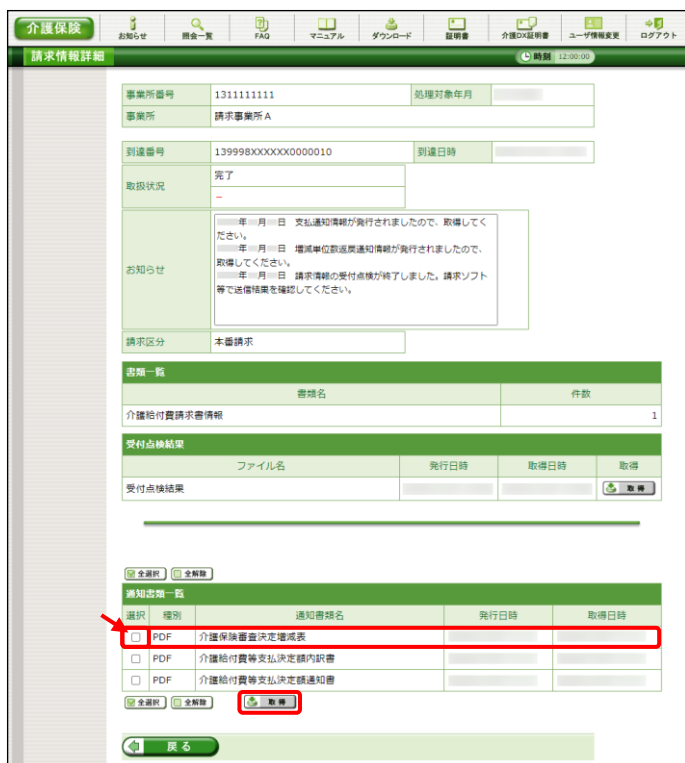 介護保険
お知らせ 照会一覧 FAQ マニュアル ダウンロード 証明書 介護DX証明書 ユーザ情報変更 ログアウト
請求情報詳細 時刻 12:00:00
事業所番号 1311111111 処理対象年月
事業所 請求事業所A
到達番号 139998XXXXXX0000010 到達日時
取扱状況 完了
－
お知らせ
年 月 日 支払通知情報が発行されましたので、取得してく
ださい。
年 月 日 増減単位数返戻通知情報が発行されましたので、
取得してください。
年 月 日 請求情報の受付点検が終了しました。請求ソフト
等で送信結果を確認してください。
請求区分 本番請求
書類一覧
書類名 件数
介護給付費請求書情報 1
受付点検結果
ファイル名 発行日時 取得日時 取得
受付点検結果 取得
全選択 全解除
通知書類一覧
選択 種別 通知書類名 発行日時 取得日時
PDF 介護保険審査決定増減表
PDF 介護給付費等支払決定額内訳書
PDF 介護給付費等支払決定額通知書
全選択 全解除 取得
戻る